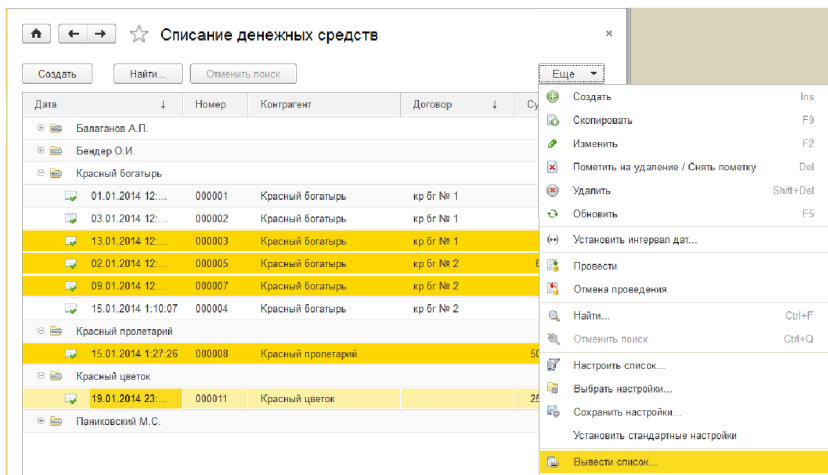 Списание денежных средств
Создать Найти... Отменить поиск Еще
Дата Номер Контрагент Договор Су
Балаганов А.П.
Бендер О.И.
Красный богатырь
01.01.2014 12:... 000001 Красный богатырь кр бг № 1
03.01.2014 12:... 000002 Красный богатырь кр бг № 1
13.01.2014 12:... 000003 Красный богатырь кр бг № 1
02.01.2014 12:... 000005 Красный богатырь кр бг № 2 6
09.01.2014 12:... 000007 Красный богатырь кр бг № 2
15.01.2014 1:10:07 000004 Красный богатырь кр бг № 2
Красный пролетарий
15.01.2014 1:27:26 000008 Красный пролетарий 50
Красный цветок
19.01.2014 23:... 000011 Красный цветок 25
Паниковский М.С.
Создать Ins
Скопировать F9
Изменить F2
Пометить на удаление / Снять пометку Del
Удалить Shift+Del
Обновить F5
Установить интервал дат...
Провести
Отмена проведения
Найти... Ctrl+F
Отменить поиск Ctrl+Q
Настроить список...
Выбрать настройки...
Сохранить настройки...
Установить стандартные настройки
Вывести список...